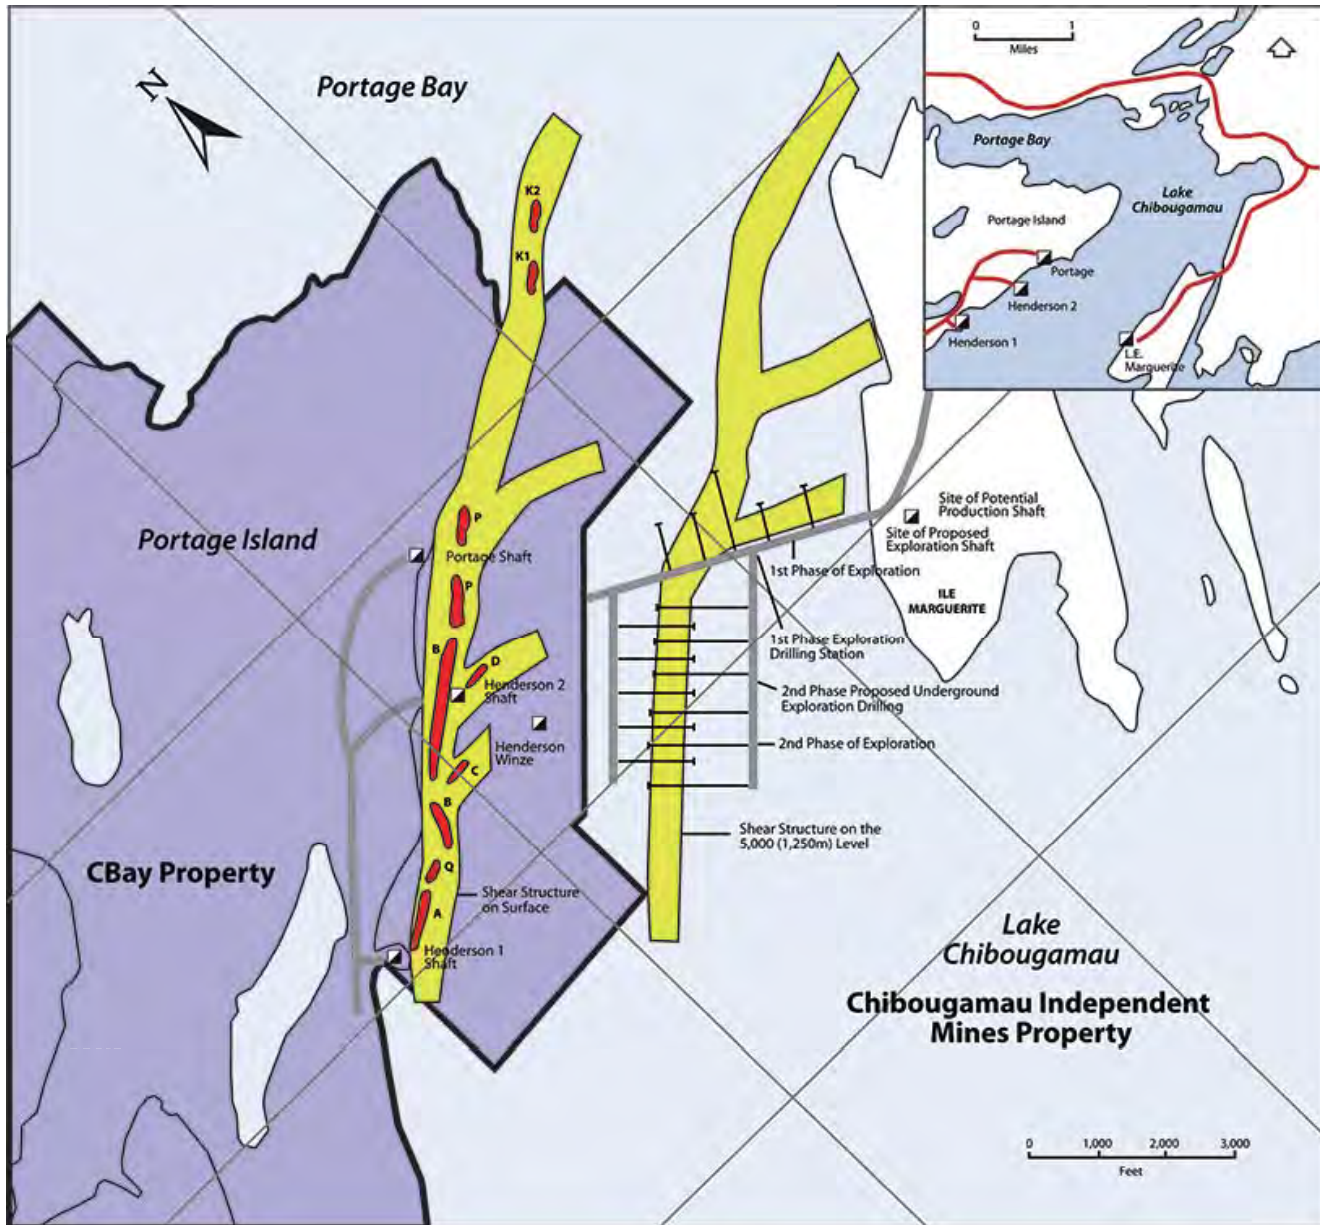 N
Portage Bay
K2
K1
0
1
Miles
Portage Bay
Lake
Chibougamau
Portage Island
Portage
Henderson 2
Henderson 1
L.E.
Marguerite
Portage Island
P
Portage Shaft
P
B
D
Henderson 2
Shaft
Henderson
Winze
C
B
Q
A
Shear Structure
on Surface
Henderson 1
Shaft
CBay Property
Site of Potential
Production Shaft
Site of Proposed
Exploration Shaft
1st Phase of Exploration
ILE
MARGUERITE
1st Phase Exploration
Drilling Station
2nd Phase Proposed Underground
Exploration Drilling
2nd Phase of Exploration
Shear Structure on the
5,000 (1,250m) Level
Lake
Chibougamau
Chibougamau Independent
Mines Property
0
1,000
2,000
3,000
Feet